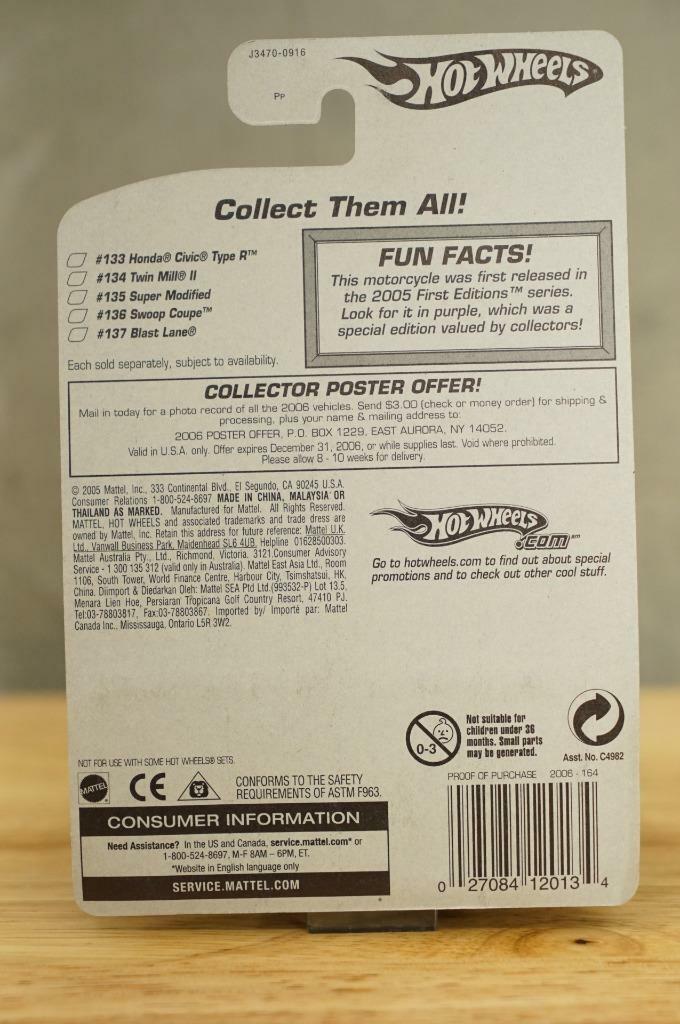 J3470-0916
PP
HOT WHEELS
Collect Them All!
#133 Honda® Civic® Type R™
#134 Twin Mill® II
#135 Super Modified
#136 Swoop Coupe™
#137 Blast Lane®
Each sold separately, subject to availability.
FUN FACTS!
This motorcycle was first released in
the 2005 First Editions™ series.
Look for it in purple, which was a
special edition valued by collectors!
COLLECTOR POSTER OFFER!
Mail in today for a photo record of all the 2006 vehicles. Send $3.00 (check or money order) for shipping &
processing, plus your name & mailing address to:
2006 POSTER OFFER, P.O. BOX 1229, EAST AURORA, NY 14052.
Valid in U.S.A. only. Offer expires December 31, 2006, or while supplies last. Void where prohibited.
Please allow 8 - 10 weeks for delivery.
© 2005 Mattel, Inc., 333 Continental Blvd., El Segundo, CA 90245 U.S.A.
Consumer Relations 1-800-524-8697 MADE IN CHINA, MALAYSIA OR
THAILAND AS MARKED. Manufactured for Mattel. All Rights Reserved.
MATTEL, HOT WHEELS and associated trademarks and trade dress are
owned by Mattel, Inc. Retain this address for future reference: Mattel U.K.
Ltd., Vanwall Business Park, Maidenhead SL6 4UB. Helpline 01628500303.
Mattel Australia Pty., Ltd., Richmond, Victoria. 3121.Consumer Advisory
Service - 1 300 135 312 (valid only in Australia). Mattel East Asia Ltd., Room
1106, South Tower, World Finance Centre, Harbour City, Tsimshatsui, HK,
China. Diimport & Diedarkan Oleh: Mattel SEA Ptd Ltd.(993532-P) Lot 13.5,
Menara Lien Hoe, Persiaran Tropicana Golf Country Resort, 47410 PJ.
Tel:03-78803817, Fax:03-78803867. Imported by/ Importé par: Mattel
Canada Inc., Mississauga, Ontario L5R 3W2.
HOT WHEELS
.COM℠
Go to hotwheels.com to find out about special
promotions and to check out other cool stuff.
0-3
Not suitable for
children under 36
months. Small parts
may be generated.
Asst. No. C4982
NOT FOR USE WITH SOME HOT WHEELS® SETS.
MATTEL
CE
CONFORMS TO THE SAFETY
REQUIREMENTS OF ASTM F963.
PROOF OF PURCHASE 2006 - 164
CONSUMER INFORMATION
Need Assistance? In the US and Canada, service.mattel.com* or
1-800-524-8697, M-F 8AM – 6PM, ET.
*Website in English language only
SERVICE.MATTEL.COM
0 27084 12013 4